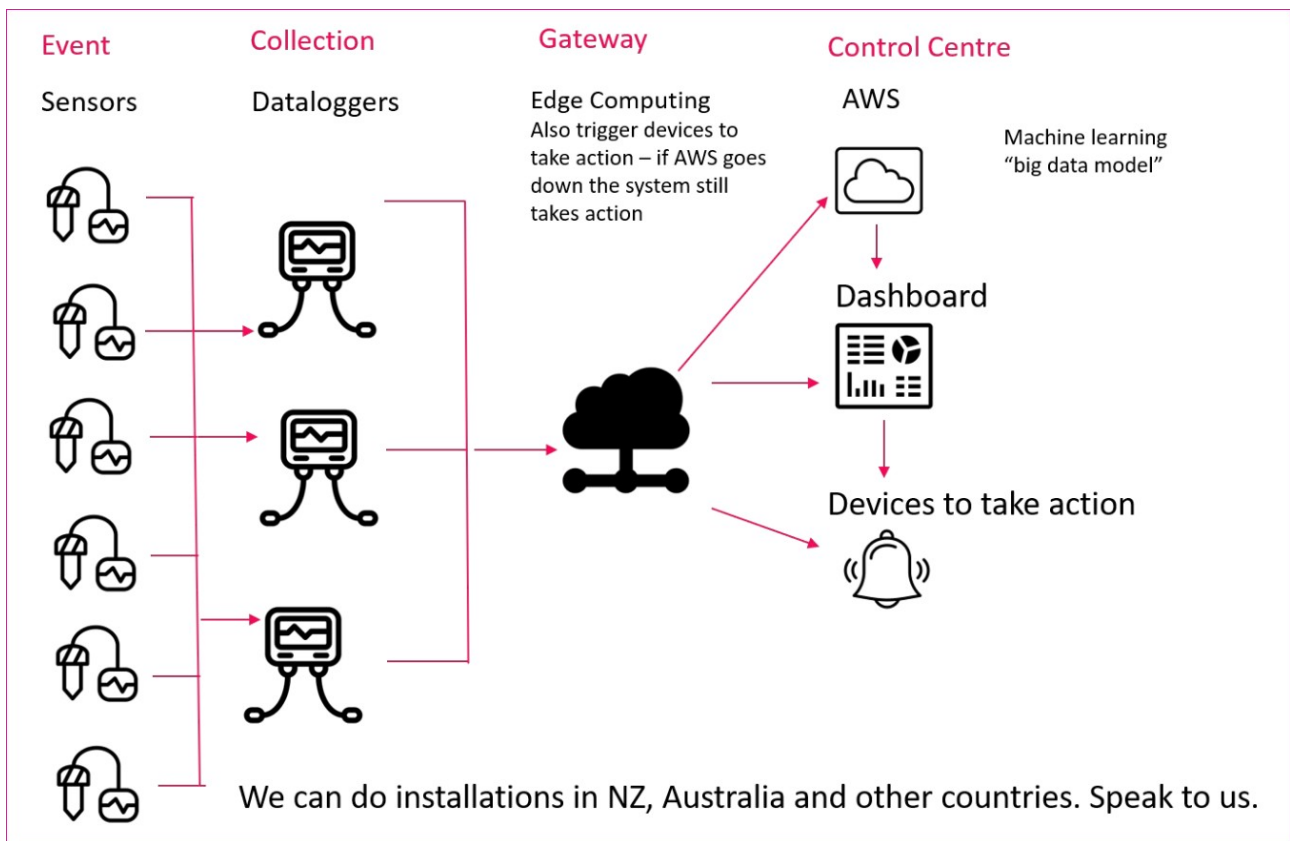 Event
Sensors
Collection
Dataloggers
Gateway
Edge Computing
Also trigger devices to
take action – if AWS goes
down the system still
takes action
Control Centre
AWS
Machine learning
“big data model”
Dashboard
Devices to take action
We can do installations in NZ, Australia and other countries. Speak to us.